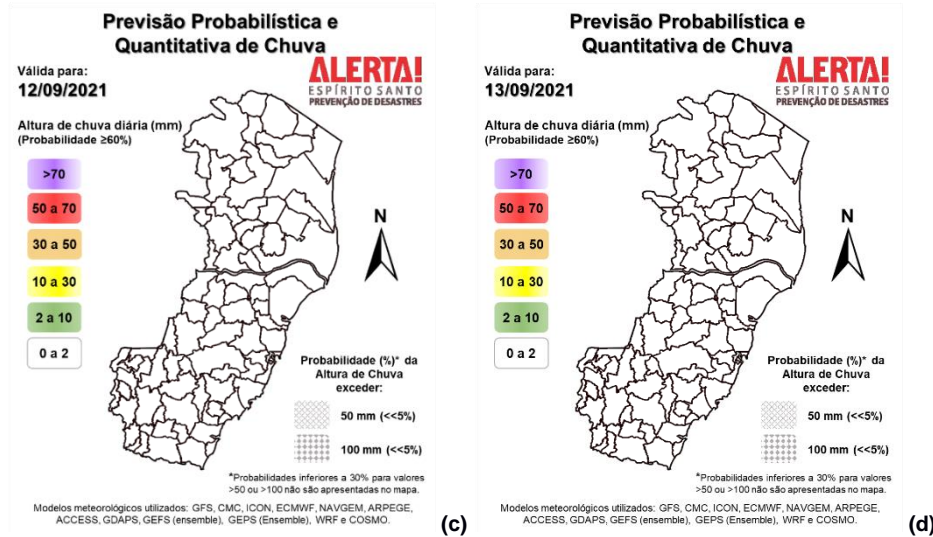 Previsão Probabilística e
Quantitativa de Chuva
Válida para:
12/09/2021
ALERTA!
ESPÍRITO SANTO
PREVENÇÃO DE DESASTRES
Altura de chuva diária (mm)
(Probabilidade ≥60%)
>70
50 a 70
30 a 50
10 a 30
2 a 10
0 a 2
N
Probabilidade (%)* da
Altura de Chuva
exceder:
50 mm (<<5%)
100 mm (<<5%)
*Probabilidades inferiores a 30% para valores
>50 ou >100 não são apresentadas no mapa.
Modelos meteorológicos utilizados: GFS, CMC, ICON, ECMWF, NAVGEM, ARPEGE,
ACCESS, GDAPS, GEFS (ensemble), GEPS (Ensemble), WRF e COSMO.
(c)
Previsão Probabilística e
Quantitativa de Chuva
Válida para:
13/09/2021
ALERTA!
ESPÍRITO SANTO
PREVENÇÃO DE DESASTRES
Altura de chuva diária (mm)
(Probabilidade ≥60%)
>70
50 a 70
30 a 50
10 a 30
2 a 10
0 a 2
N
Probabilidade (%)* da
Altura de Chuva
exceder:
50 mm (<<5%)
100 mm (<<5%)
*Probabilidades inferiores a 30% para valores
>50 ou >100 não são apresentadas no mapa.
Modelos meteorológicos utilizados: GFS, CMC, ICON, ECMWF, NAVGEM, ARPEGE,
ACCESS, GDAPS, GEFS (ensemble), GEPS (Ensemble), WRF e COSMO.
(d)